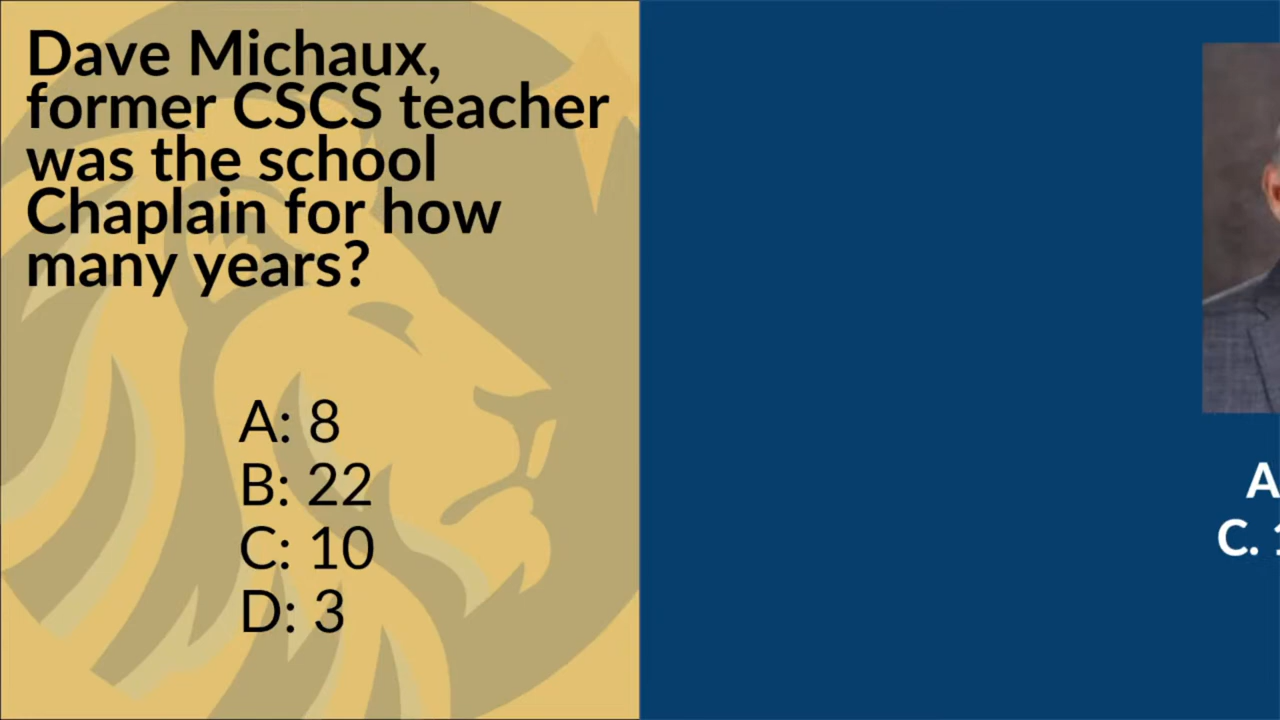 Dave Michaux,
former CSCS teacher
was the school
Chaplain for how
many years?
A: 8
B: 22
C: 10
D: 3
A
C.